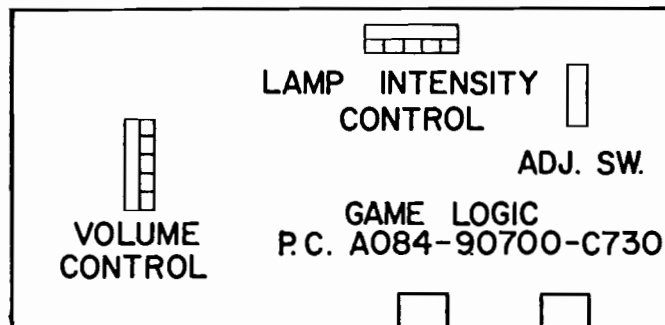 LAMP INTENSITY
CONTROL
ADJ. SW.
VOLUME
CONTROL
GAME LOGIC
P.C. A084-90700-C730